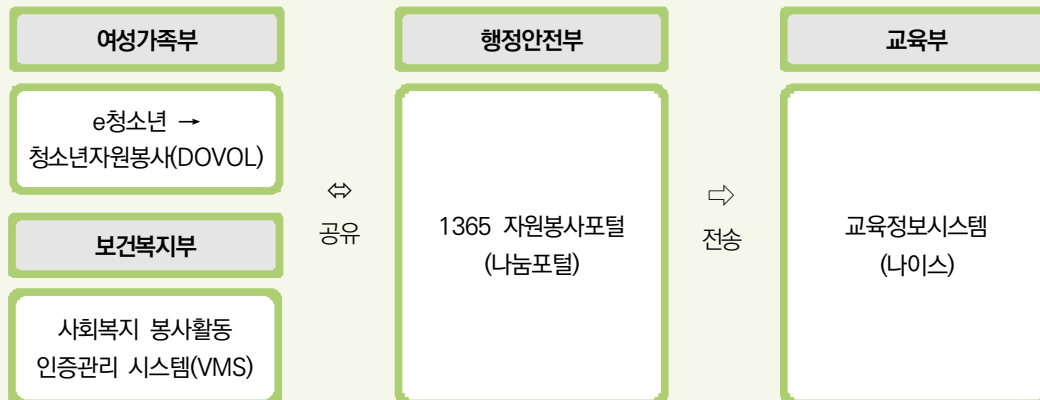 여성가족부
e청소년 →
청소년자원봉사(DOVOL)
보건복지부
사회복지 봉사활동
인증관리 시스템(VMS)
⇔
공유
행정안전부
1365 자원봉사포털
(나눔포털)
⇨
전송
교육부
교육정보시스템
(나이스)